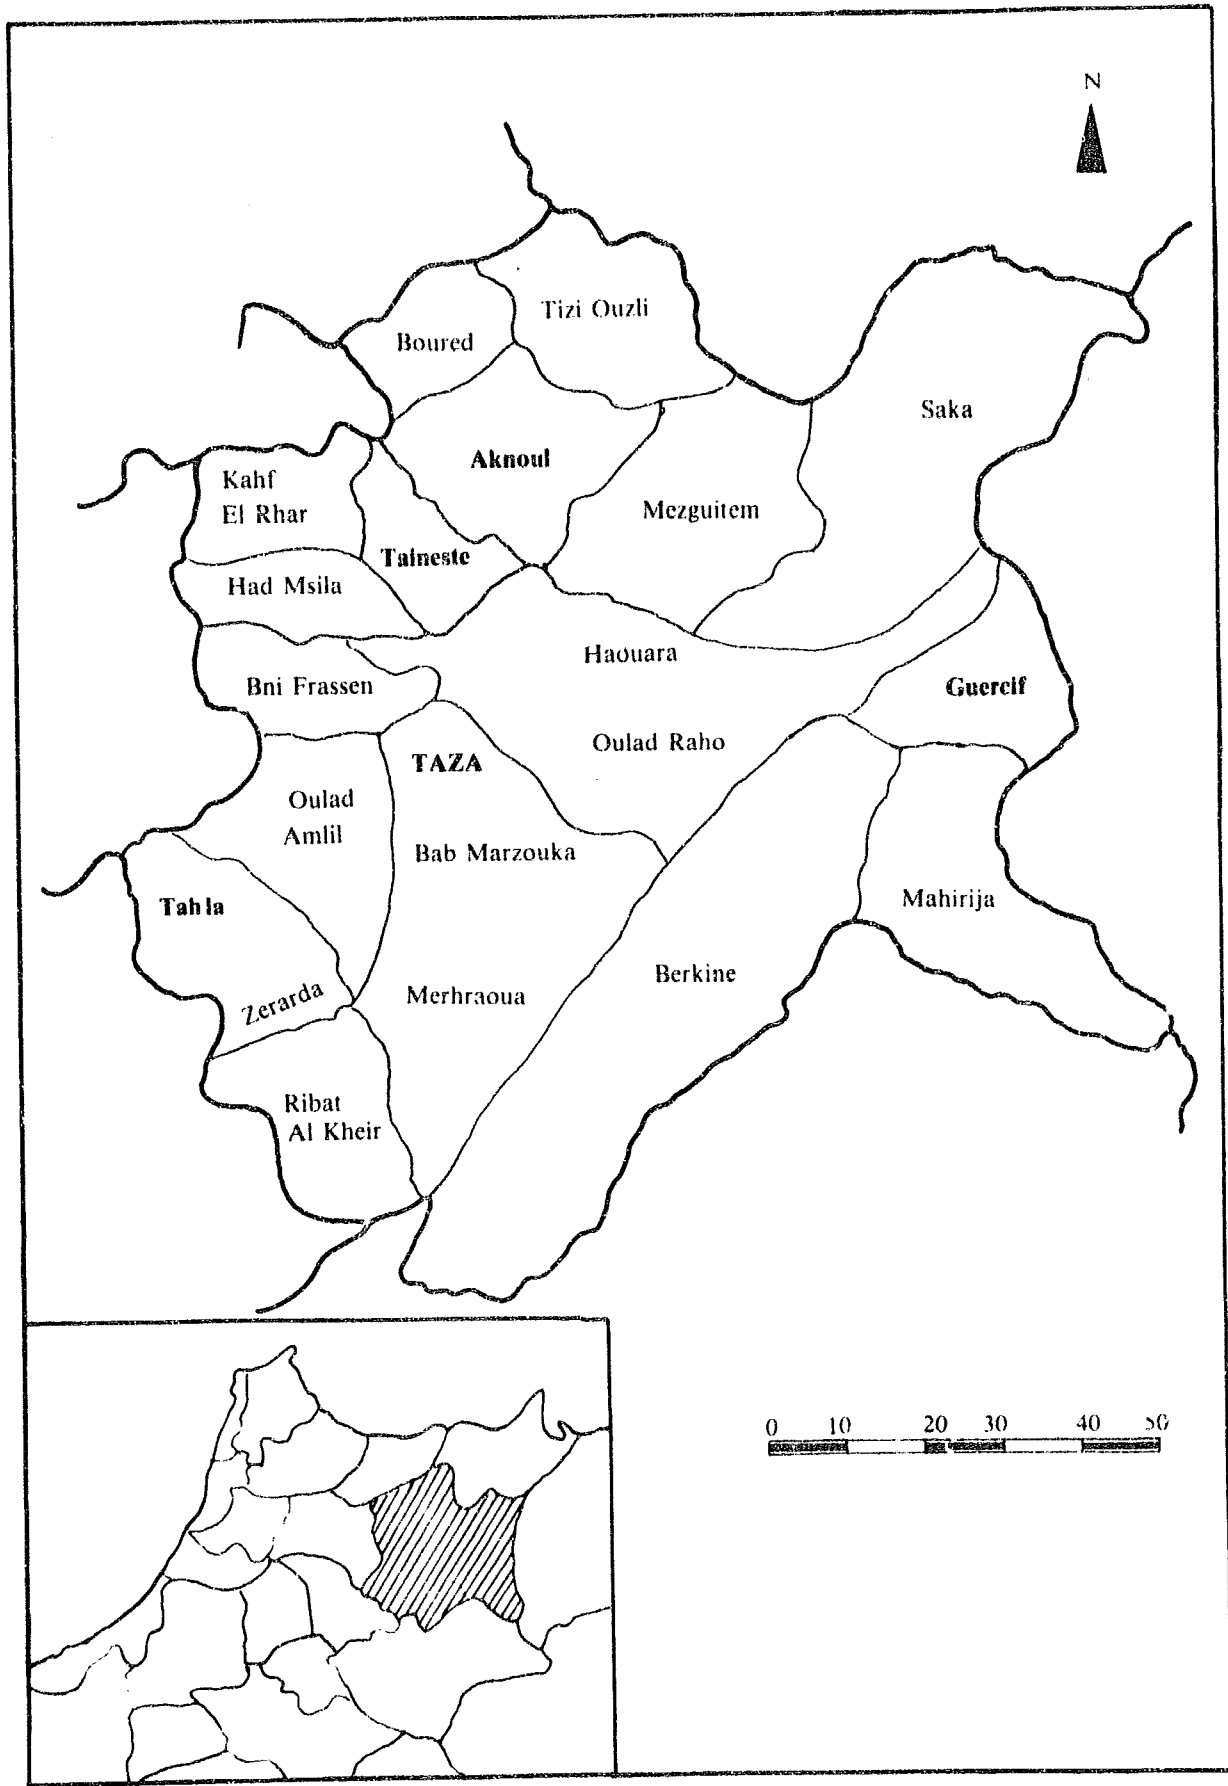 N
Tizi Ouzli
Boured
Saka
Aknoul
Kahf
El Rhar
Mezguitem
Taineste
Had Msila
Haouara
Bni Frassen
Guercif
Oulad Raho
TAZA
Oulad
Amlil
Bab Marzouka
Tahla
Mahirija
Berkine
Zerarda
Merhraoua
Ribat
Al Kheir
0 10 20 30 40 50